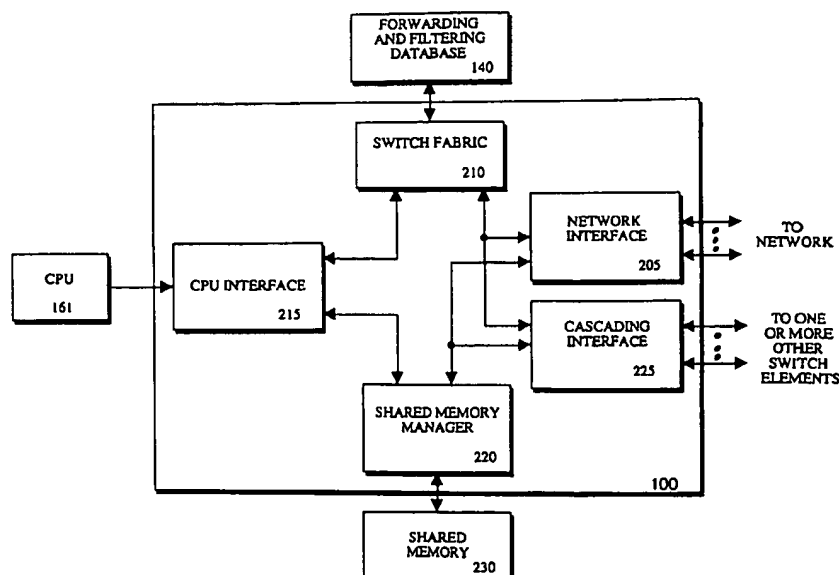 FORWARDING
AND FILTERING
DATABASE
140
SWITCH FABRIC
210
NETWORK
INTERFACE
205
TO
NETWORK
CPU
161
CPU INTERFACE
215
CASCADING
INTERFACE
225
TO ONE
OR MORE
OTHER
SWITCH
ELEMENTS
SHARED MEMORY
MANAGER
220
100
SHARED
MEMORY
230